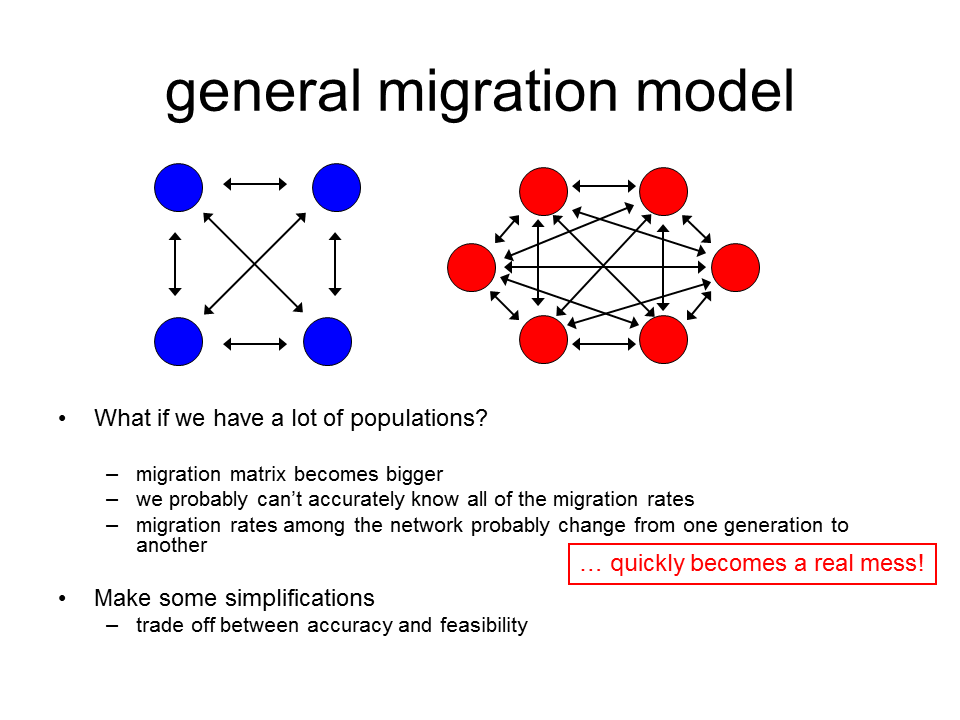 general migration model
• What if we have a lot of populations?
– migration matrix becomes bigger
– we probably can’t accurately know all of the migration rates
– migration rates among the network probably change from one generation to
another
… quickly becomes a real mess!
• Make some simplifications
– trade off between accuracy and feasibility